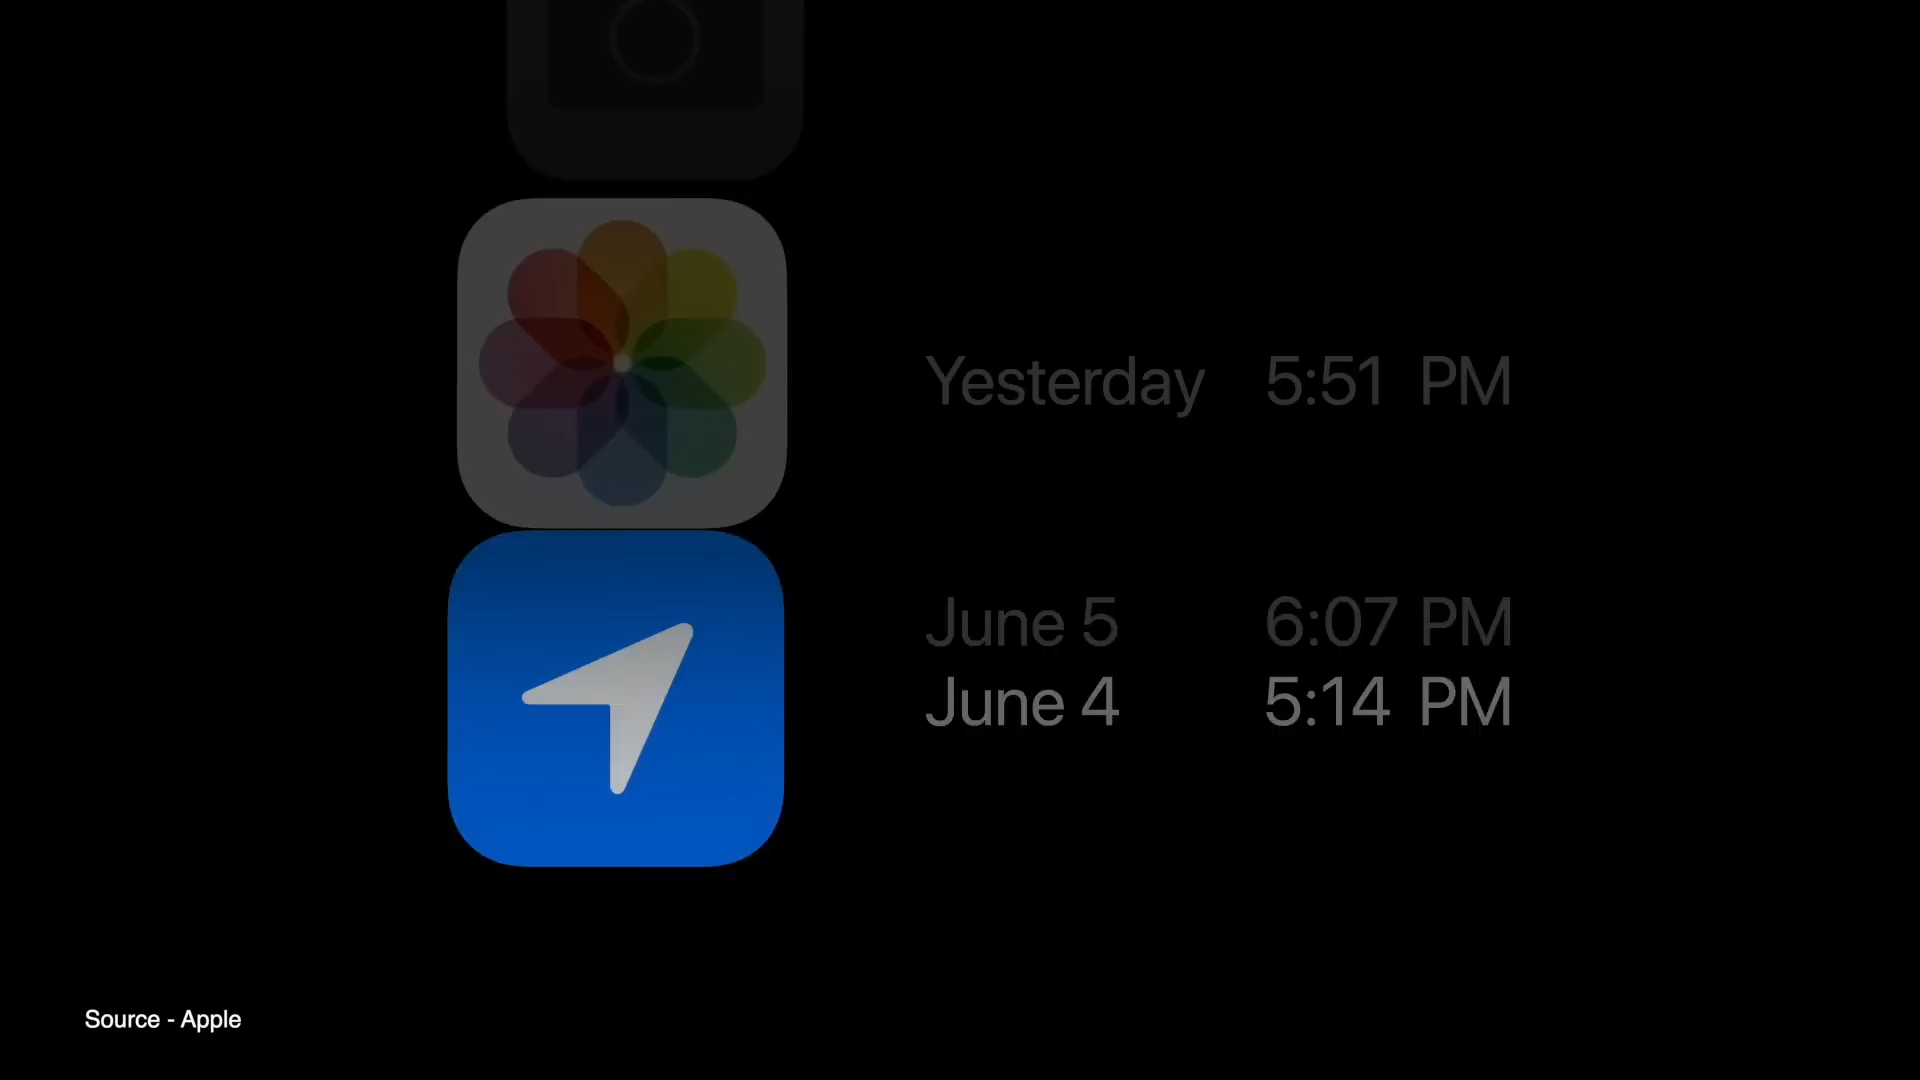 Yesterday 5:51 PM
June 5 6:07 PM
June 4 5:14 PM
Source - Apple